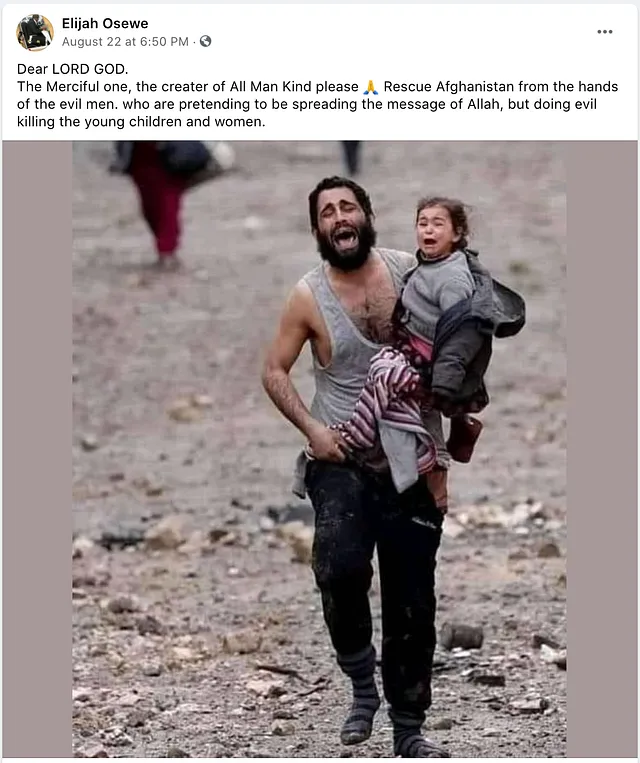 Elijah Osewe
August 22 at 6:50 PM ·
Dear LORD GOD.
The Merciful one, the creater of All Man Kind please 🙏 Rescue Afghanistan from the hands
of the evil men. who are pretending to be spreading the message of Allah, but doing evil
killing the young children and women.